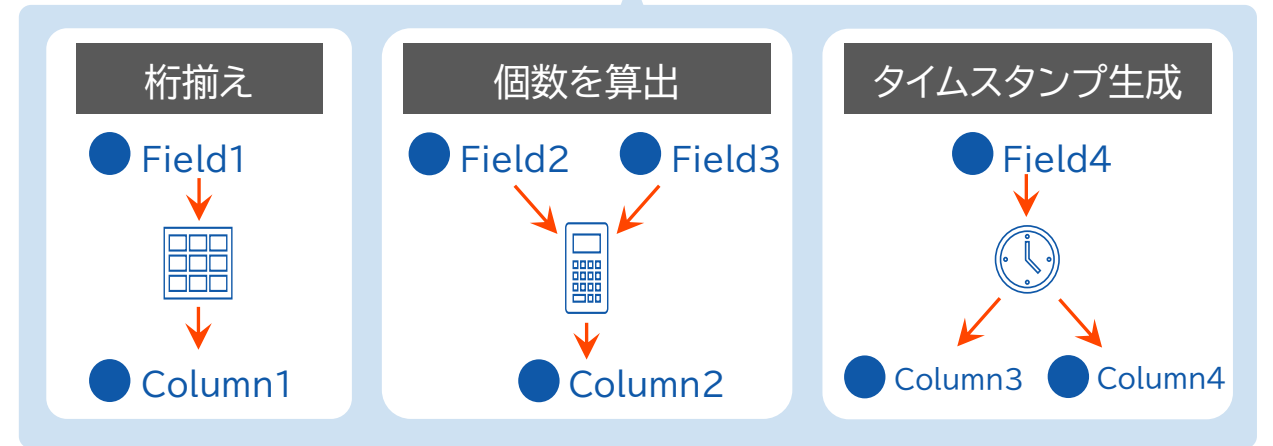 桁揃え
Field1
Column1
個数を算出
Field2 Field3
Column2
タイムスタンプ生成
Field4
Column3 Column4